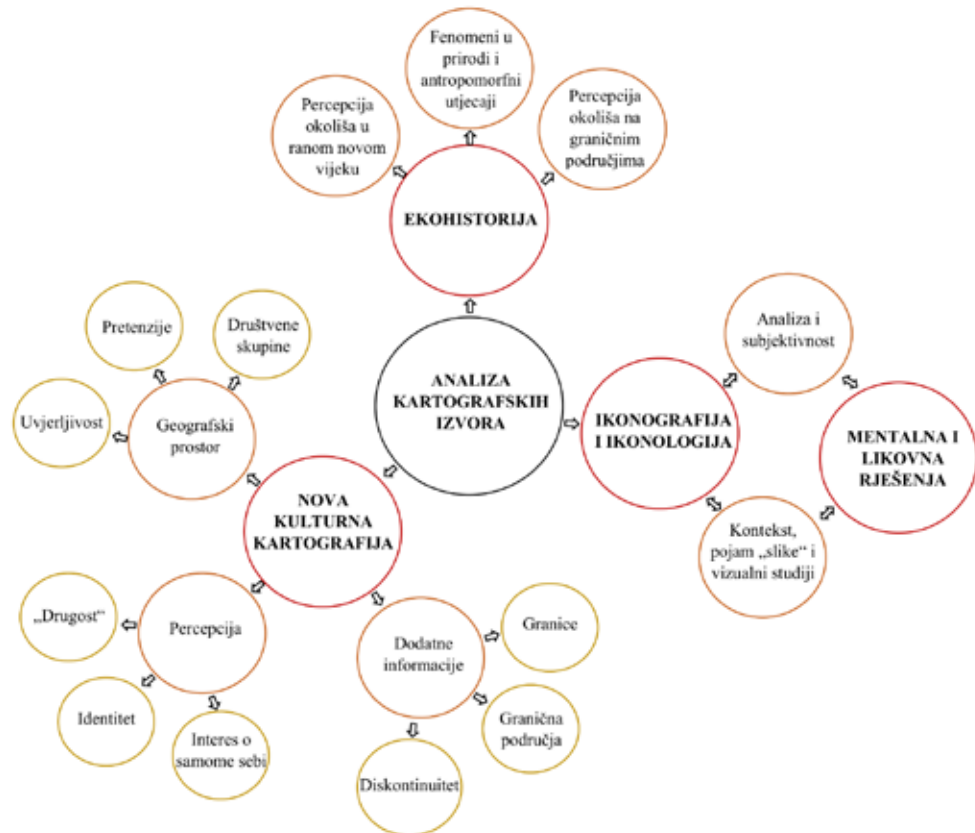 Fenomeni u
prirodi i
antropomorfni
utjecaji
Percepcija
okoliša u
ranom novom
vijeku
Percepcija
okoliša na
graničnim
područjima
EKOHISTORIJA
Pretenzije
Društvene
skupine
Uvjerljivost
Geografski
prostor
ANALIZA
KARTOGRAFSKIH
IZVORA
Analiza i
subjektivnost
IKONOGRAFIJA
I IKONOLOGIJA
MENTALNA I
LIKOVNA
RJEŠENJA
Kontekst,
pojam „slike“ i
vizualni studiji
NOVA
KULTURNA
KARTOGRAFIJA
„Drugost“
Percepcija
Identitet
Interes o
samome sebi
Dodatne
informacije
Granice
Granična
područja
Diskontinuitet